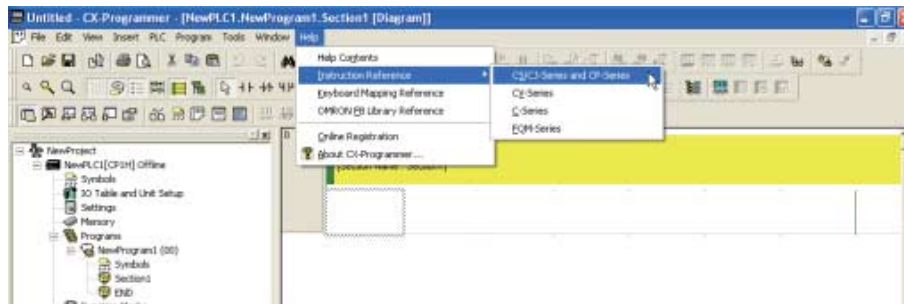 Untitled - CX-Programmer - [NewPLC1.NewProgram1.Section1 [Diagram]]
File Edit View Insert PLC Program Tools Window Help
Help Contents
Instruction Reference
Keyboard Mapping Reference
OMRON FB Library Reference
Online Registration
About CX-Programmer...
CS/CJ-Series and CP-Series
CV-Series
C-Series
FQM-Series
[Section Name : Section1]
NewProject
NewPLC1[CP1H] Offline
Symbols
IO Table and Unit Setup
Settings
Memory
Programs
NewProgram1 (00)
Symbols
Section1
END